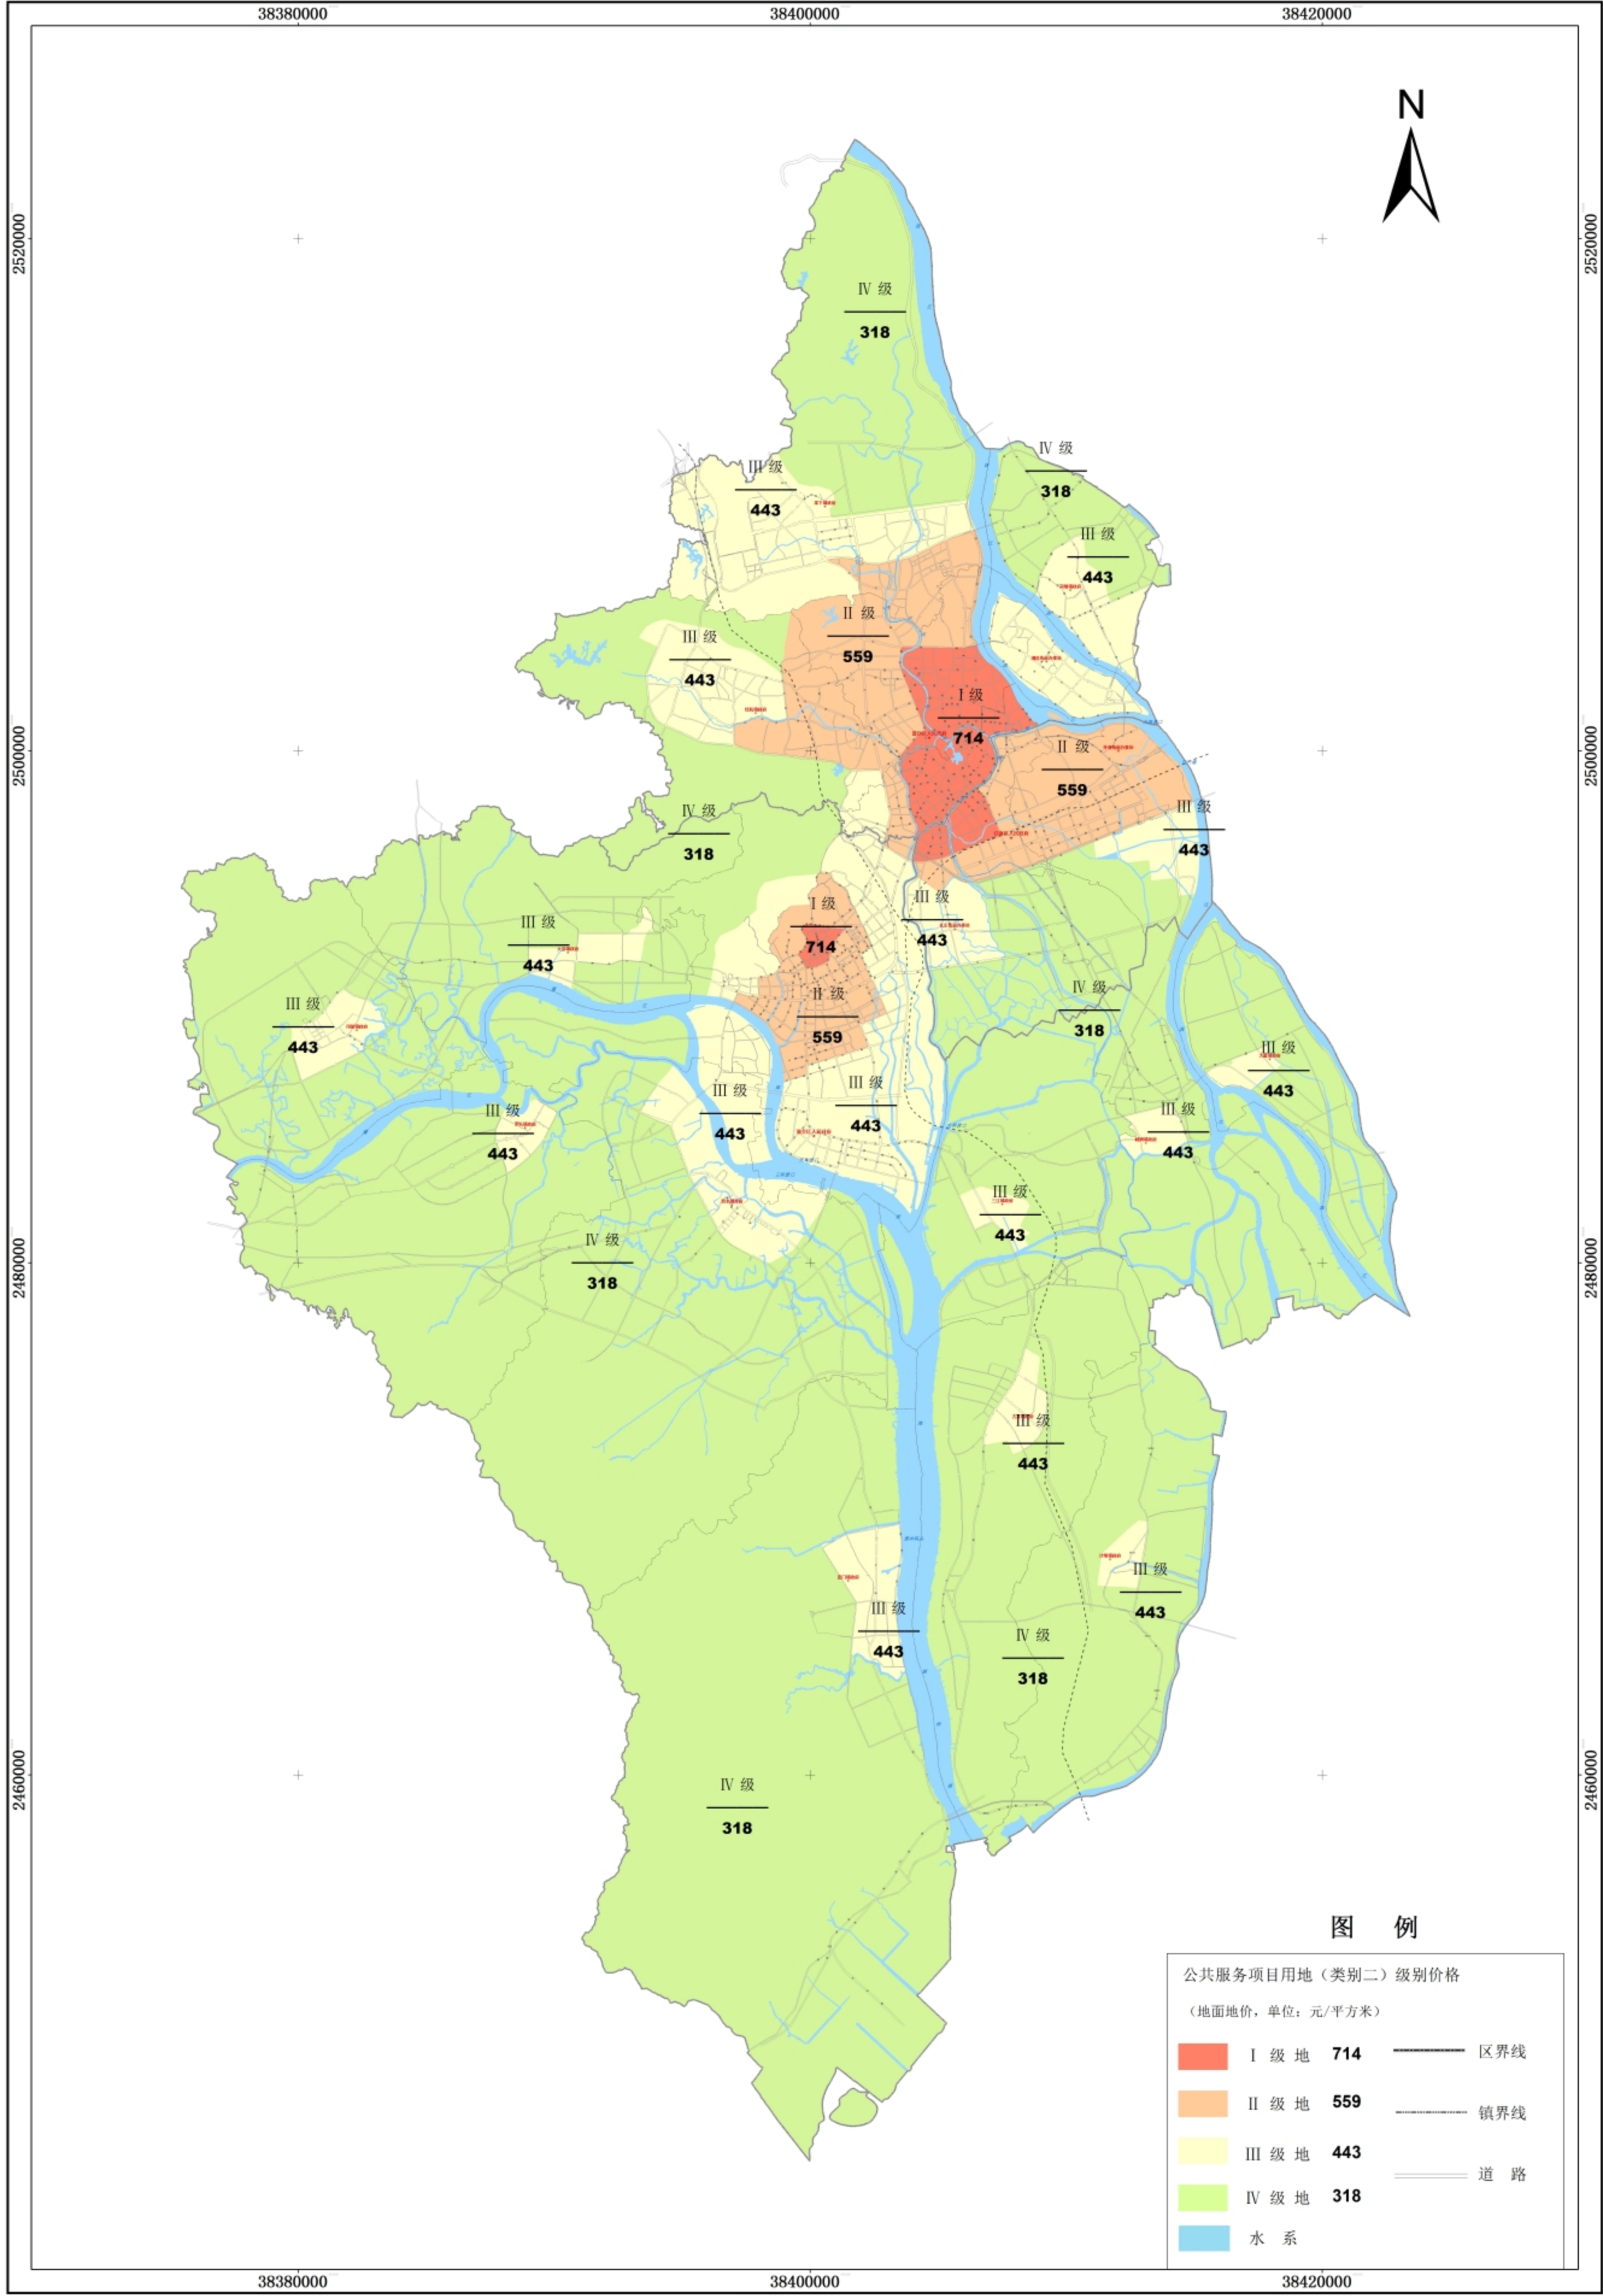 38380000
38400000
38420000
N
2520000
2520000
Ⅳ 级
318
Ⅳ 级
318
Ⅲ 级
443
Ⅲ 级
443
Ⅱ 级
559
Ⅲ 级
443
Ⅰ 级
714
Ⅱ 级
559
2500000
2500000
Ⅲ 级
443
Ⅳ 级
318
Ⅰ 级
714
Ⅲ 级
443
Ⅲ 级
443
Ⅱ 级
559
Ⅳ 级
318
Ⅲ 级
443
Ⅲ 级
443
Ⅲ 级
443
Ⅲ 级
443
Ⅲ 级
443
Ⅲ 级
443
Ⅲ 级
443
Ⅳ 级
318
2480000
2480000
Ⅲ 级
443
Ⅲ 级
443
Ⅲ 级
443
Ⅲ 级
443
Ⅳ 级
318
2460000
2460000
Ⅳ 级
318
图 例
公共服务项目用地（类别二）级别价格
（地面地价，单位：元/平方米）
Ⅰ 级 地 714 区界线
Ⅱ 级 地 559 镇界线
Ⅲ 级 地 443 道 路
Ⅳ 级 地 318
水 系
38380000
38400000
38420000